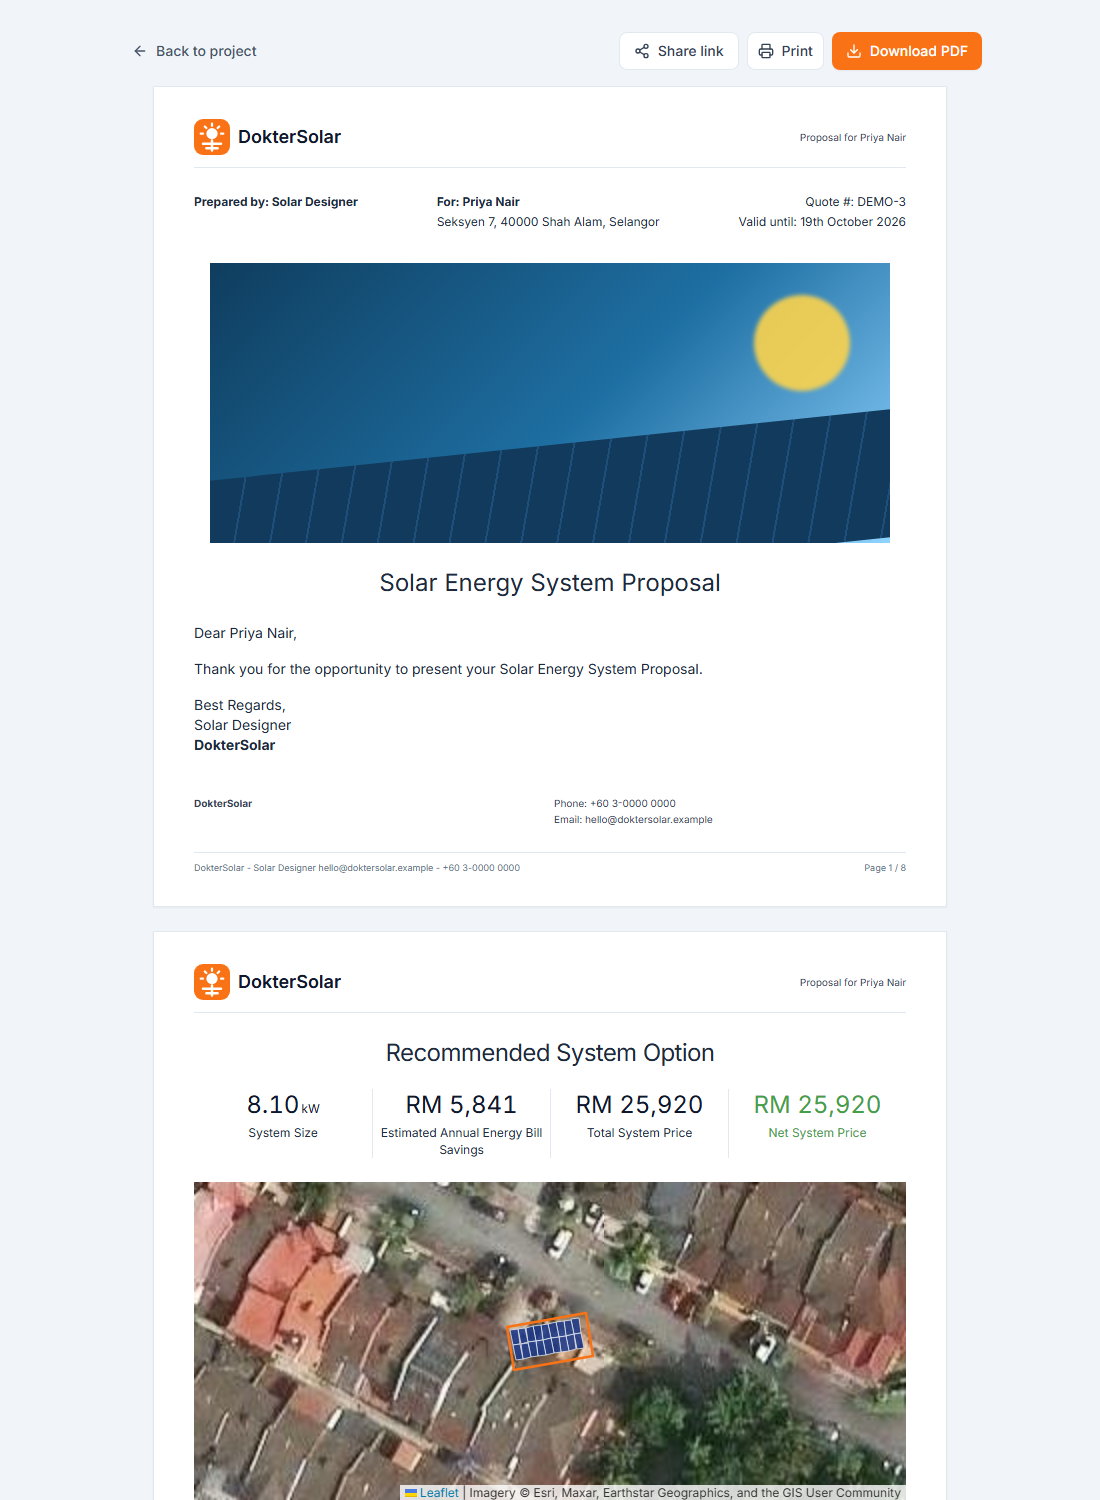 Back to project
Share link
Print
Download PDF
DokterSolar
Proposal for Priya Nair
Prepared by: Solar Designer
For: Priya Nair
Seksyen 7, 40000 Shah Alam, Selangor
Quote #: DEMO-3
Valid until: 19th October 2026
Solar Energy System Proposal
Dear Priya Nair,
Thank you for the opportunity to present your Solar Energy System Proposal.
Best Regards,
Solar Designer
DokterSolar
DokterSolar
Phone: +60 3-0000 0000
Email: hello@doktersolar.example
DokterSolar - Solar Designer hello@doktersolar.example - +60 3-0000 0000
Page 1 / 8
DokterSolar
Proposal for Priya Nair
Recommended System Option
8.10 kW
System Size
RM 5,841
Estimated Annual Energy Bill
Savings
RM 25,920
Total System Price
RM 25,920
Net System Price
Leaflet | Imagery © Esri, Maxar, Earthstar Geographics, and the GIS User Community